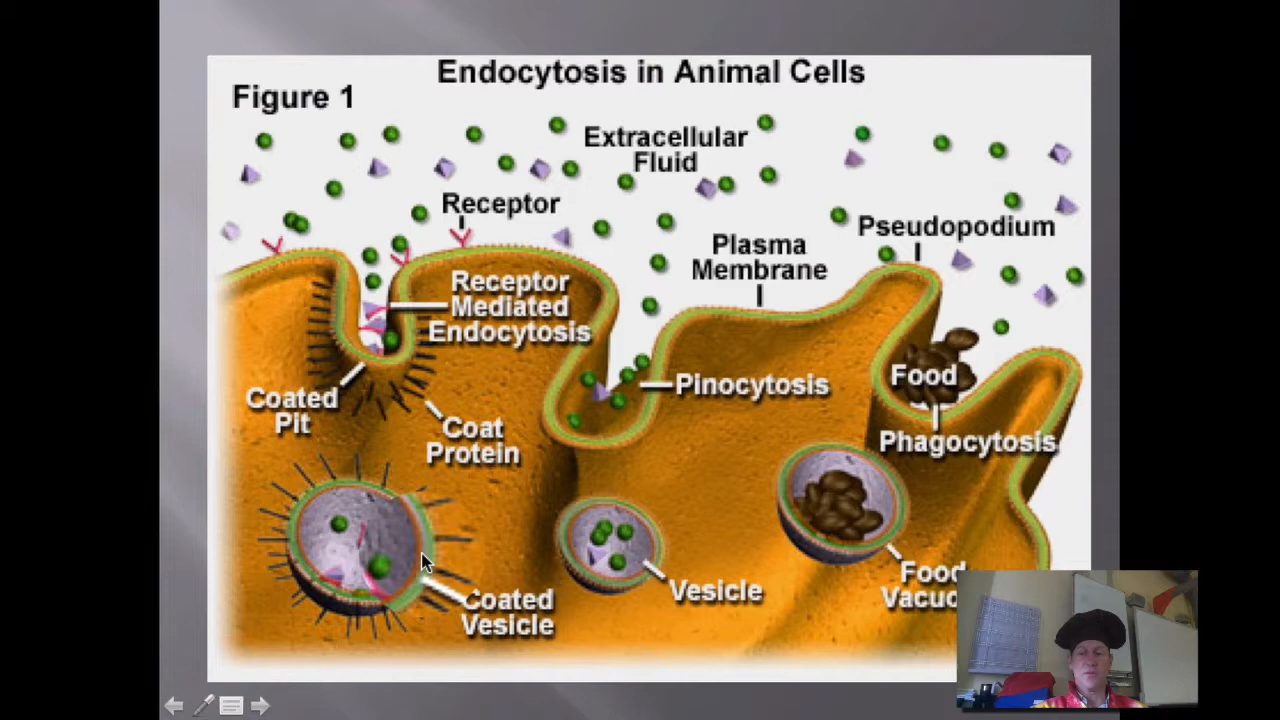 Endocytosis in Animal Cells
Figure 1
Extracellular
Fluid
Receptor
Pseudopodium
Plasma
Membrane
Receptor
Mediated
Endocytosis
Food
Pinocytosis
Coated
Pit
Coat
Protein
Phagocytosis
Food
Vesicle
Coated
Vesicle